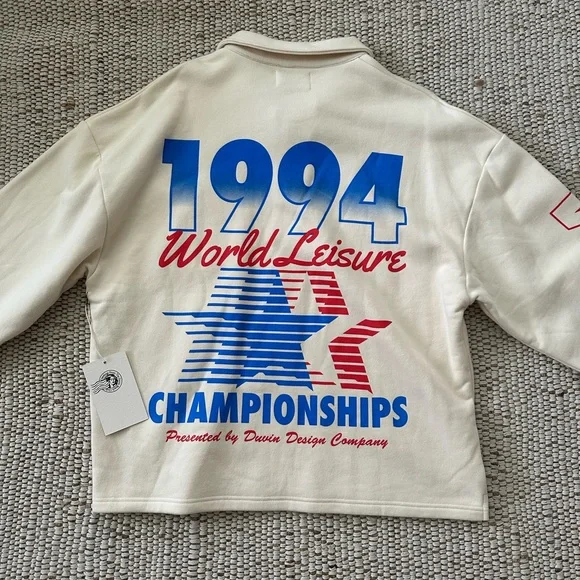 1994
World Leisure
CHAMPIONSHIPS
Presented by Duvin Design Company